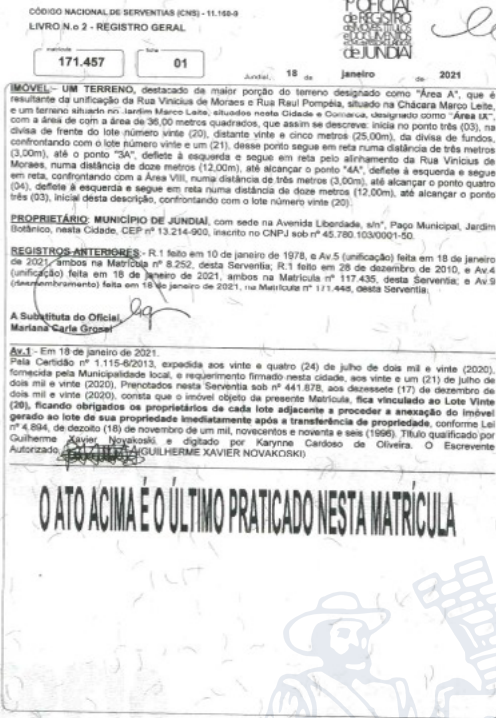 CÓDIGO NACIONAL DE SERVENTIAS (CNS) - 11.160-9
LIVRO N.o 2 - REGISTRO GERAL
1º OFICIAL
de REGISTRO
de JUNDIAÍ
matrícula
171.457
ficha
01
Jundiaí, 18 de janeiro de 2021
IMÓVEL:- UM TERRENO, destacado da maior porção do terreno designado como "Área A", que é
resultante da unificação da Rua Vinicius de Moraes e Rua Raul Pompéia, situado na Chácara Marco Leite,
e um terreno situado no Jardim Marco Leite, situados nesta Cidade e Comarca, designado como "Área IX",
com a área de com a área de 36,00 metros quadrados, que assim se descreve: inicia no ponto três (03), na
divisa de frente do lote número vinte (20), distante vinte e cinco metros (25,00m), da divisa de fundos,
confrontando com o lote número vinte e um (21), desse ponto segue em reta numa distância de três metros
(3,00m), até o ponto "3A", deflete à esquerda e segue em reta pelo alinhamento da Rua Vinicius de
Moraes, numa distância de doze metros (12,00m), até alcançar o ponto "4A", deflete à esquerda e segue
em reta, confrontando com a Área VIII, numa distância de três metros (3,00m), até alcançar o ponto quatro
(04), deflete à esquerda e segue em reta numa distância de doze metros (12,00m), até alcançar o ponto
três (03), inicial desta descrição, confrontando com o lote número vinte (20).
PROPRIETÁRIO: MUNICÍPIO DE JUNDIAÍ, com sede na Avenida Liberdade, s/nº, Paço Municipal, Jardim
Botânico, nesta Cidade, CEP nº 13.214-900, inscrito no CNPJ sob nº 45.780.103/0001-50.
REGISTROS ANTERIORES:- R.1 feito em 10 de janeiro de 1978, e Av.5 (unificação) feita em 18 de janeiro
de 2021, ambos na Matrícula nº 8.252, desta Serventia; R.1 feito em 28 de dezembro de 2010, e Av.4
(unificação) feita em 18 de janeiro de 2021, ambos na Matrícula nº 117.435, desta Serventia; e Av.9
(desmembramento) feita em 18 de janeiro de 2021, na Matrícula nº 171.448, desta Serventia.
A Substituta do Oficial,
Mariana Carla Grossi
Av.1 - Em 18 de janeiro de 2021.
Pela Certidão nº 1.115-6/2013, expedida aos vinte e quatro (24) de julho de dois mil e vinte (2020),
fornecida pela Municipalidade local, e requerimento firmado nesta cidade, aos vinte e um (21) de julho de
dois mil e vinte (2020), Prenotados nesta Serventia sob nº 441.878, aos dezessete (17) de dezembro de
dois mil e vinte (2020), consta que o imóvel objeto da presente Matrícula, fica vinculado ao Lote Vinte
(20), ficando obrigados os proprietários de cada lote adjacente a proceder a anexação do imóvel
gerado ao lote de sua propriedade imediatamente após a transferência de propriedade, conforme Lei
nº 4.894, de dezoito (18) de novembro de um mil, novecentos e noventa e seis (1996). Título qualificado por
Guilherme Xavier Novakoski e digitado por Karynne Cardoso de Oliveira. O Escrevente
Autorizado, (GUILHERME XAVIER NOVAKOSKI)
O ATO ACIMA É O ÚLTIMO PRATICADO NESTA MATRÍCULA